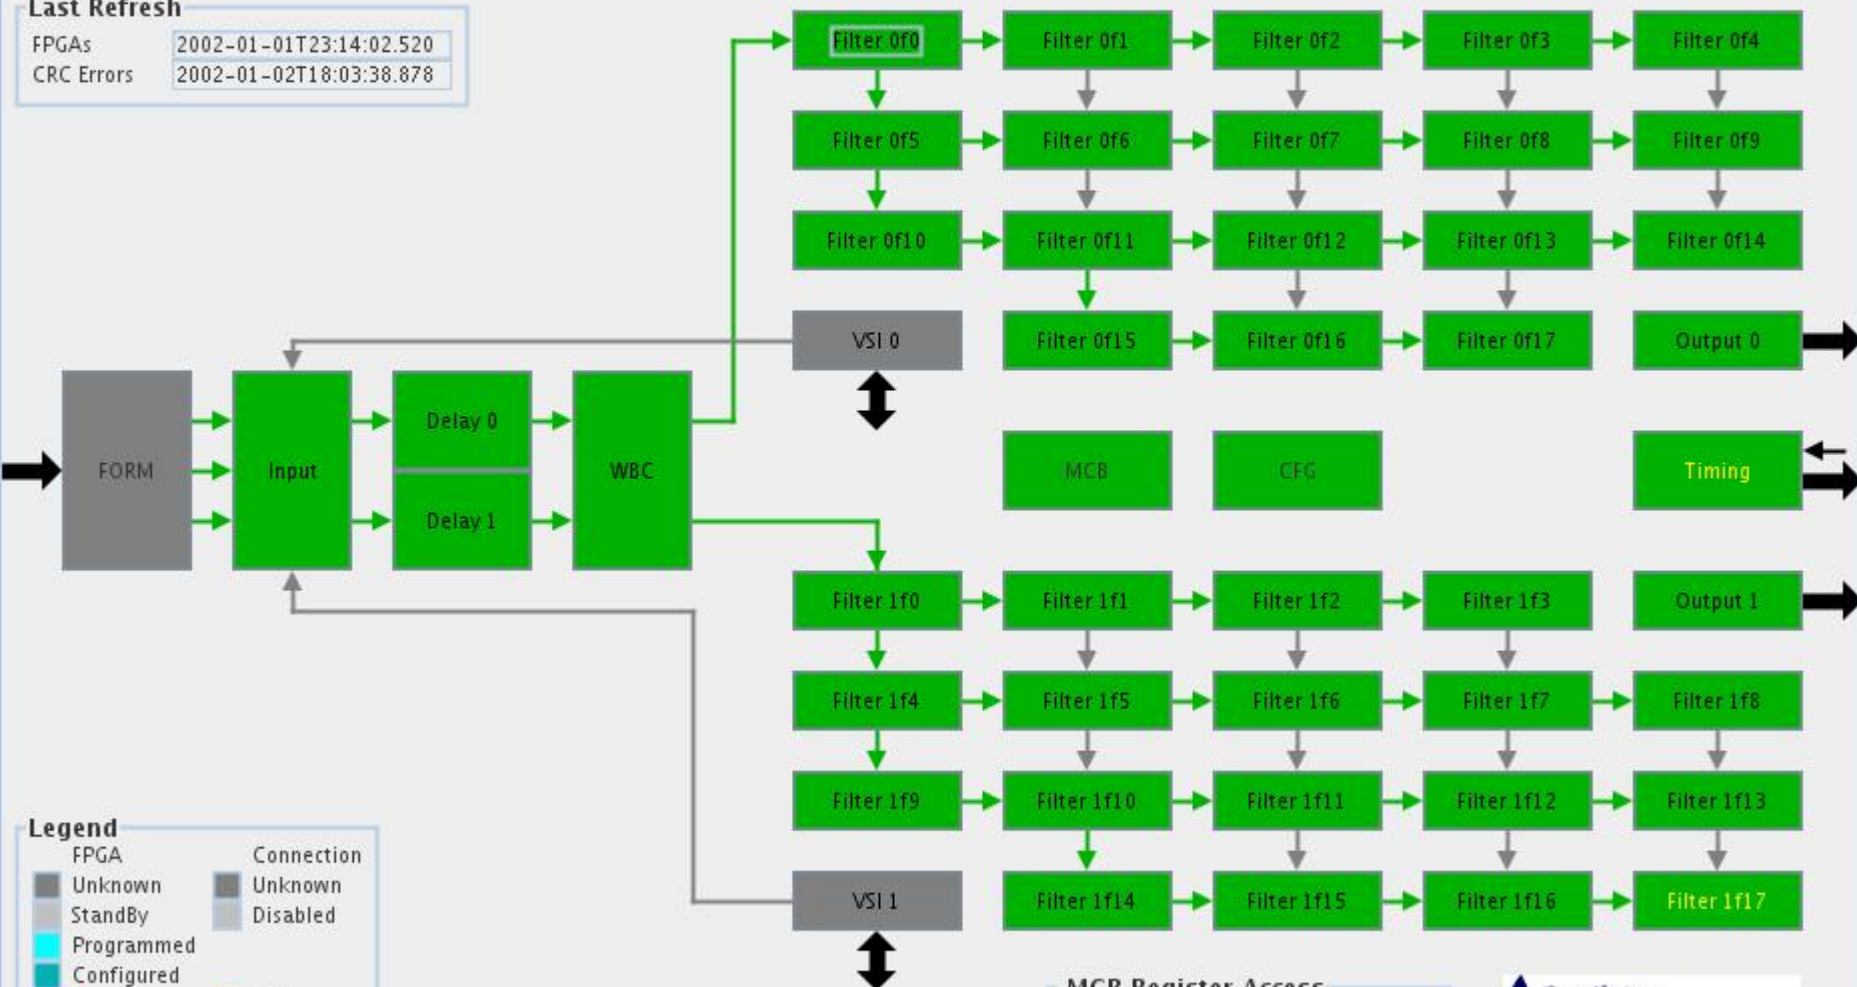 Last Refresh
FPGAs 2002-01-01T23:14:02.520
CRC Errors 2002-01-02T18:03:38.878
Filter 0f0 Filter 0f1 Filter 0f2 Filter 0f3 Filter 0f4
Filter 0f5 Filter 0f6 Filter 0f7 Filter 0f8 Filter 0f9
Filter 0f10 Filter 0f11 Filter 0f12 Filter 0f13 Filter 0f14
VSI 0 Filter 0f15 Filter 0f16 Filter 0f17 Output 0
Delay 0
FORM Input WBC MCB CFG Timing
Delay 1
Filter 1f0 Filter 1f1 Filter 1f2 Filter 1f3 Output 1
Filter 1f4 Filter 1f5 Filter 1f6 Filter 1f7 Filter 1f8
Filter 1f9 Filter 1f10 Filter 1f11 Filter 1f12 Filter 1f13
VSI 1 Filter 1f14 Filter 1f15 Filter 1f16 Filter 1f17
Legend
FPGA Connection
Unknown Unknown
StandBy Disabled
Programmed
Configured
MCB Register Access